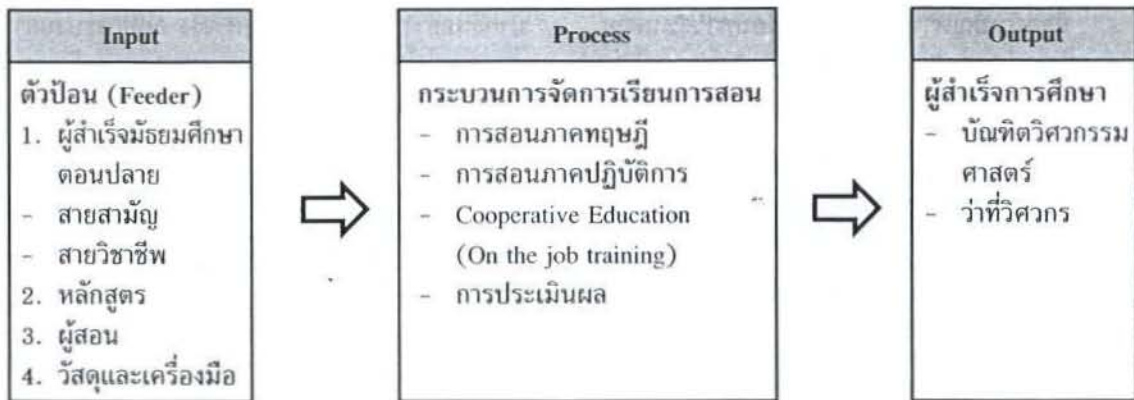 Input
ตัวป้อน (Feeder)
1. ผู้สำเร็จมัธยมศึกษา
ตอนปลาย
- สายสามัญ
- สายวิชาชีพ
2. หลักสูตร
3. ผู้สอน
4. วัสดุและเครื่องมือ
Process
กระบวนการจัดการเรียนการสอน
- การสอนภาคทฤษฎี
- การสอนภาคปฏิบัติการ
- Cooperative Education
(On the job training)
- การประเมินผล
Output
ผู้สำเร็จการศึกษา
- บัณฑิตวิศวกรรม
ศาสตร์
- ว่าที่วิศวกร